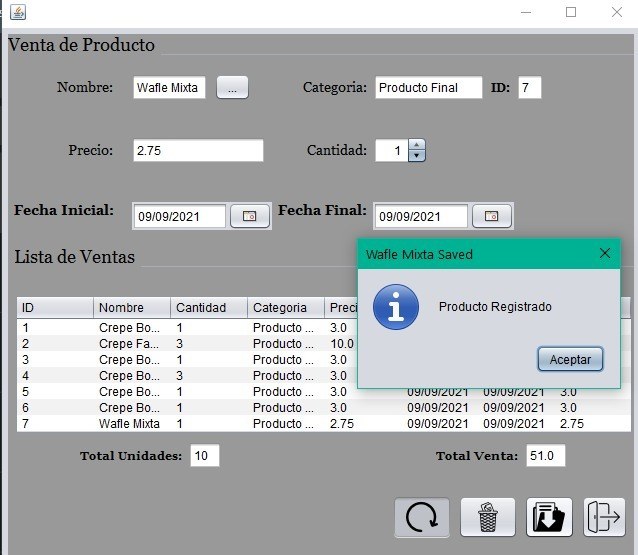 Venta de Producto
Nombre: Wafle Mixta ... Categoria: Producto Final ID: 7
Precio: 2.75 Cantidad: 1
Fecha Inicial: 09/09/2021 Fecha Final: 09/09/2021
Wafle Mixta Saved
Lista de Ventas
Producto Registrado
Aceptar
ID Nombre Cantidad Categoria
1 Crepe Bo... 1 Producto ... 3.0
2 Crepe Fa... 3 Producto ... 10.0
3 Crepe Bo... 1 Producto ... 3.0
4 Crepe Bo... 3 Producto ... 3.0
5 Crepe Bo... 1 Producto ... 3.0 09/09/2021 09/09/2021 3.0
6 Crepe Bo... 1 Producto ... 3.0 09/09/2021 09/09/2021 3.0
7 Wafle Mixta 1 Producto ... 2.75 09/09/2021 09/09/2021 2.75
Total Unidades: 10 Total Venta: 51.0